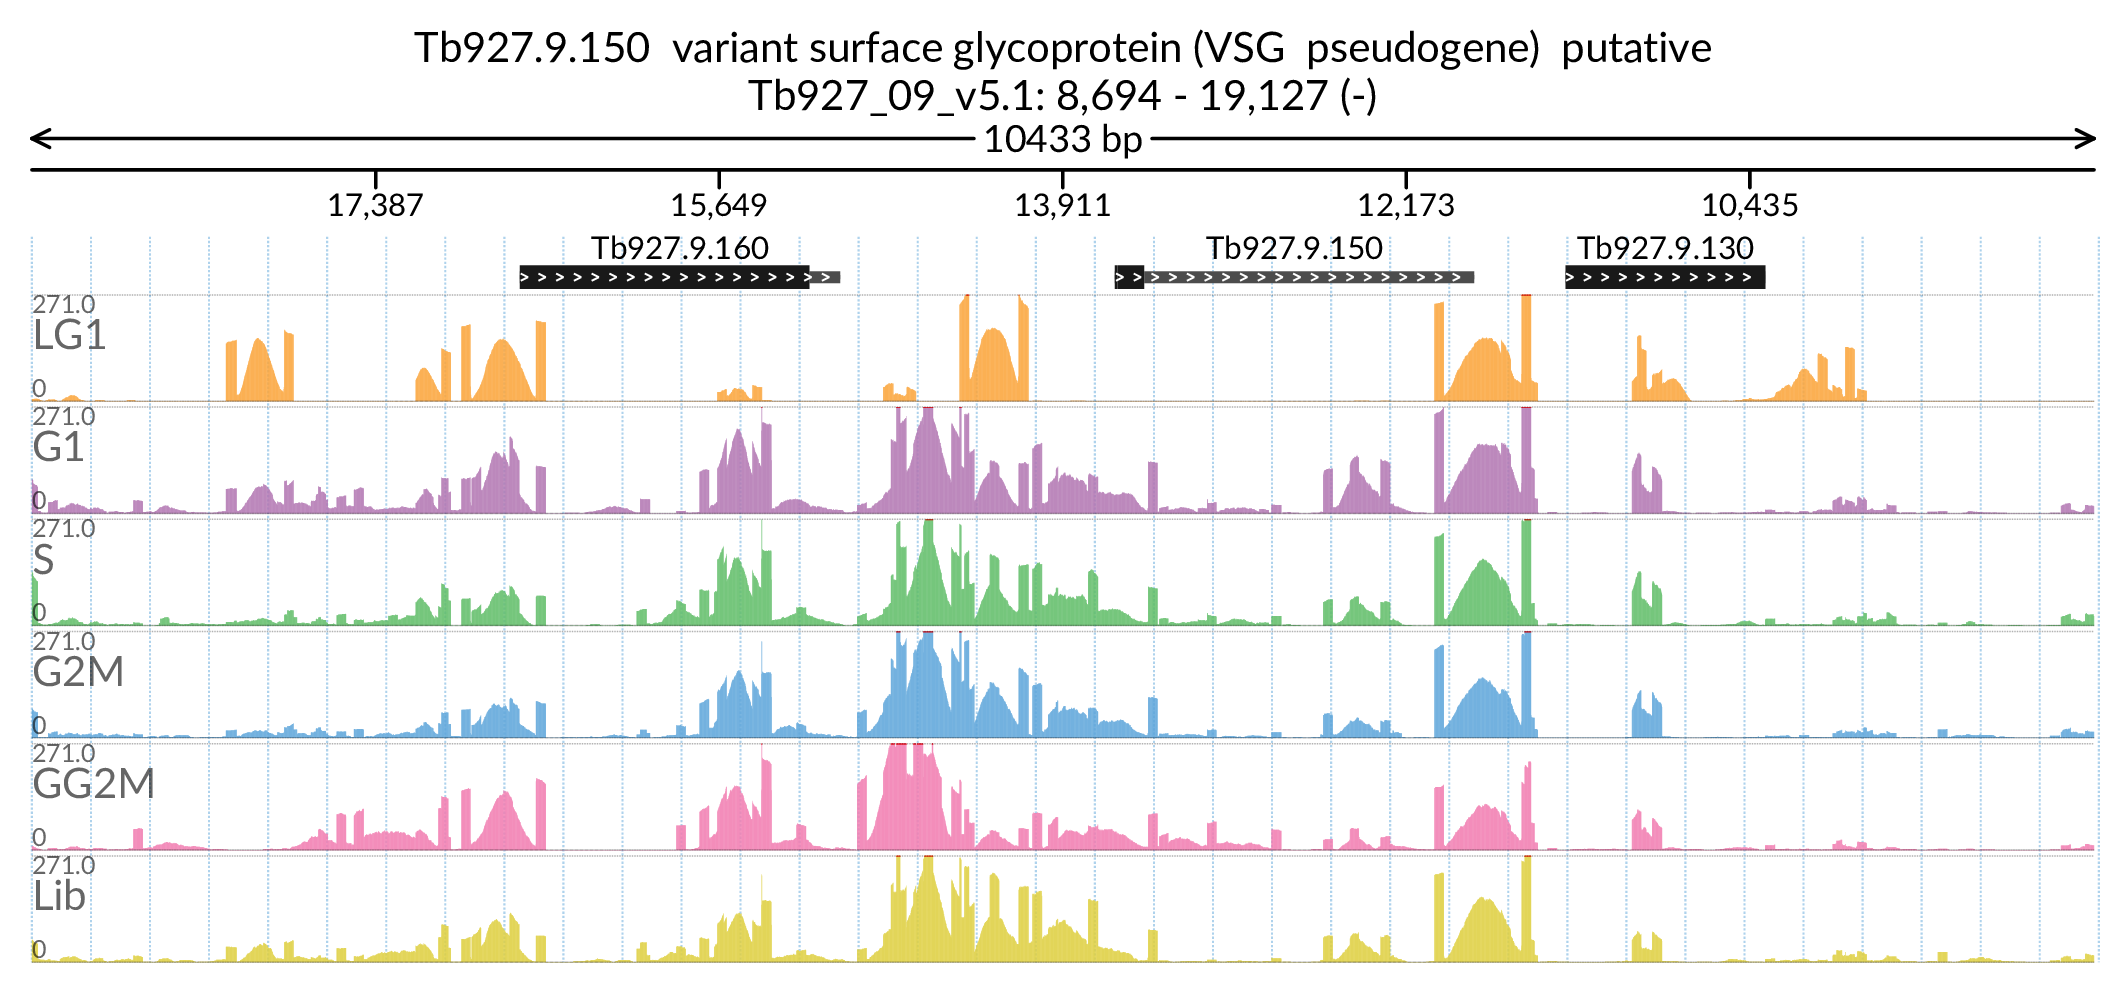 Tb927.9.150 variant surface glycoprotein (VSG pseudogene) putative
Tb927_09_v5.1: 8,694 - 19,127 (-)
10433 bp
17,387 15,649 13,911 12,173 10,435
Tb927.9.160 Tb927.9.150 Tb927.9.130
271.0
LG1
0
271.0
G1
0
271.0
S
0
271.0
G2M
0
271.0
GG2M
0
271.0
Lib
0